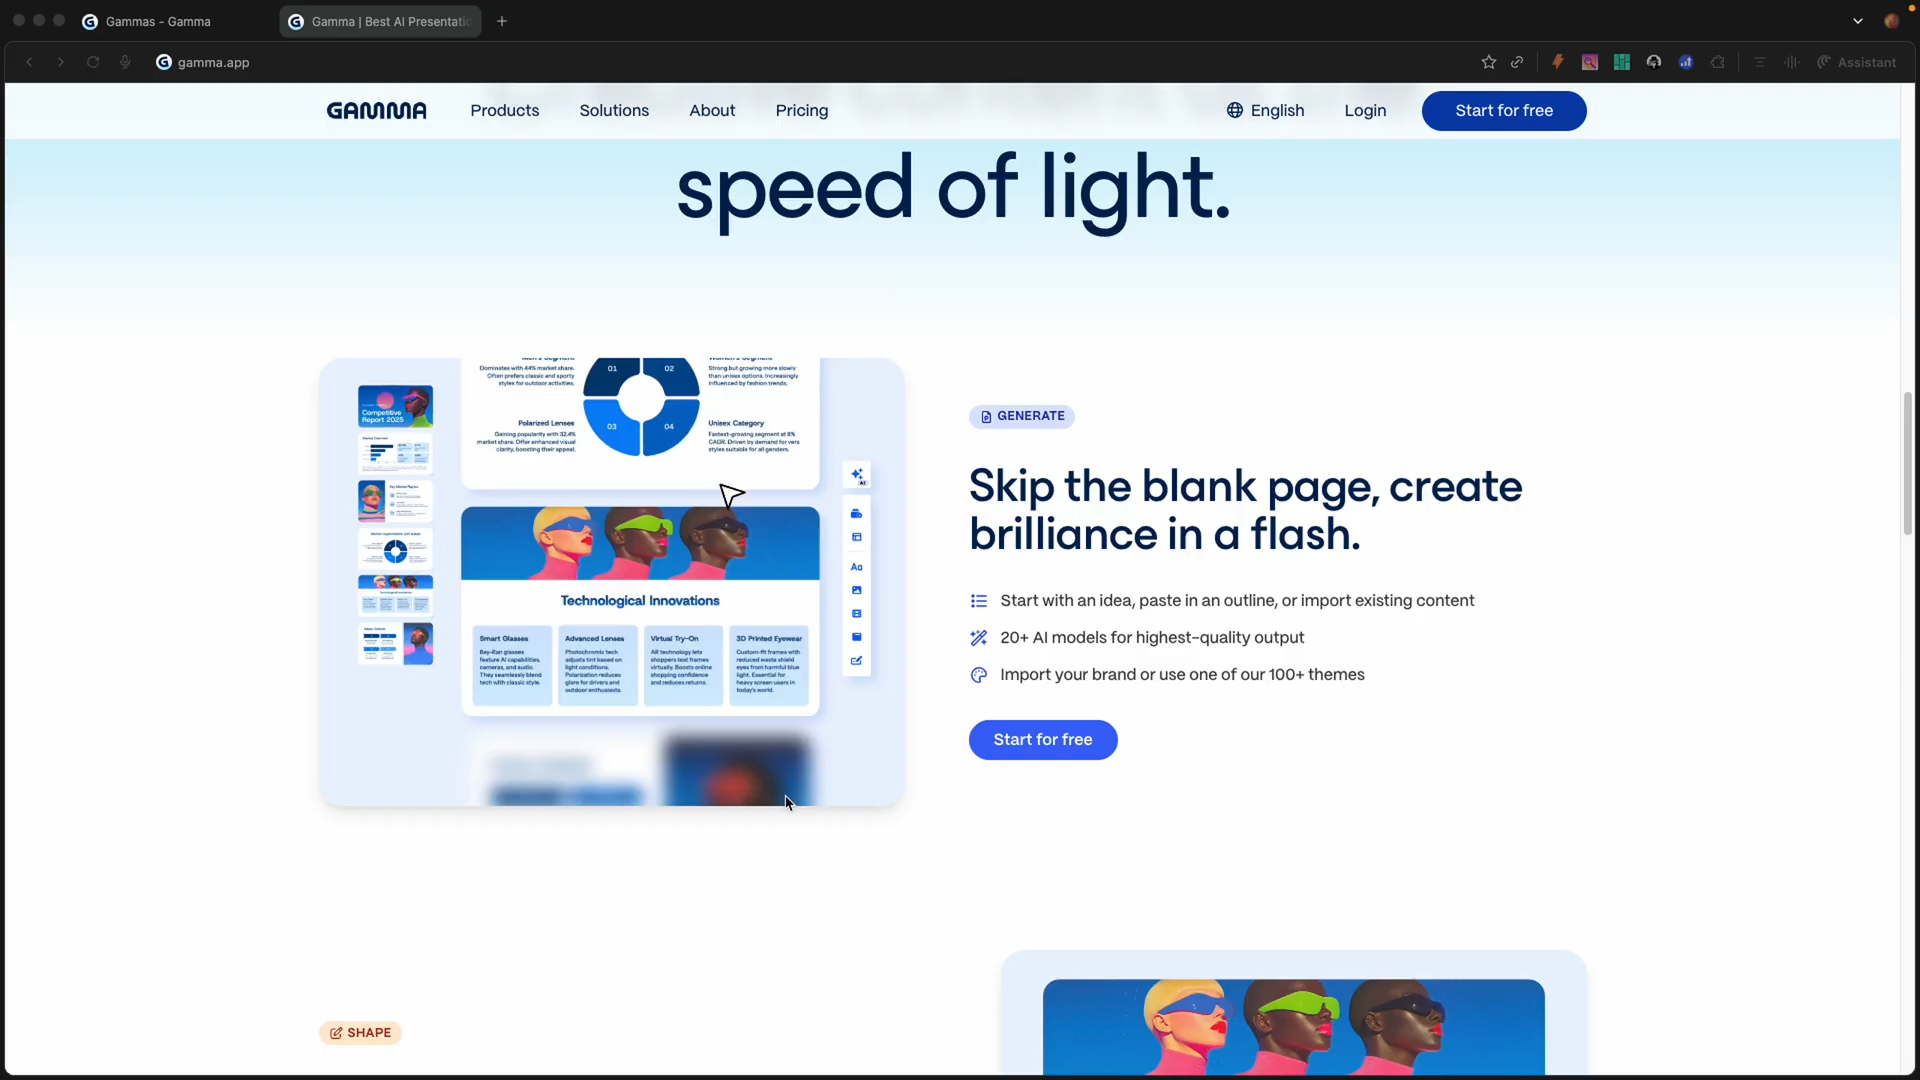 Gammas - Gamma
Gamma | Best AI Presentatio
gamma.app
Assistant
GAMMA
Products
Solutions
About
Pricing
English
Login
Start for free
speed of light.
Competitive
Report 2025
01
02
03
04
Dominates with 44% market share.
Often prefers classic and sporty
styles for outdoor activities.
Strong but growing more slowly
than unisex options. Increasingly
influenced by fashion trends.
Polarized Lenses
Gaining popularity with 32.4%
market share. Offer enhanced visual
clarity, boosting their appeal.
Unisex Category
Fastest-growing segment at 8%
CAGR. Driven by demand for vers
styles suitable for all genders.
AI
Aa
Technological Innovations
Smart Glasses
Bay-Ran glasses
feature AI capabilities,
cameras, and audio.
They seamlessly blend
tech with classic style.
Advanced Lenses
Photochromic tech
adjusts tint based on
light conditions.
Polarization reduces
glare for drivers and
outdoor enthusiasts.
Virtual Try-On
AR technology lets
shoppers test frames
virtually. Boosts online
shopping confidence
and reduces returns.
3D Printed Eyewear
Custom-fit frames with
reduced waste shield
eyes from harmful blue
light. Essential for
heavy screen users in
today's world.
GENERATE
Skip the blank page, create
brilliance in a flash.
Start with an idea, paste in an outline, or import existing content
20+ AI models for highest-quality output
Import your brand or use one of our 100+ themes
Start for free
SHAPE